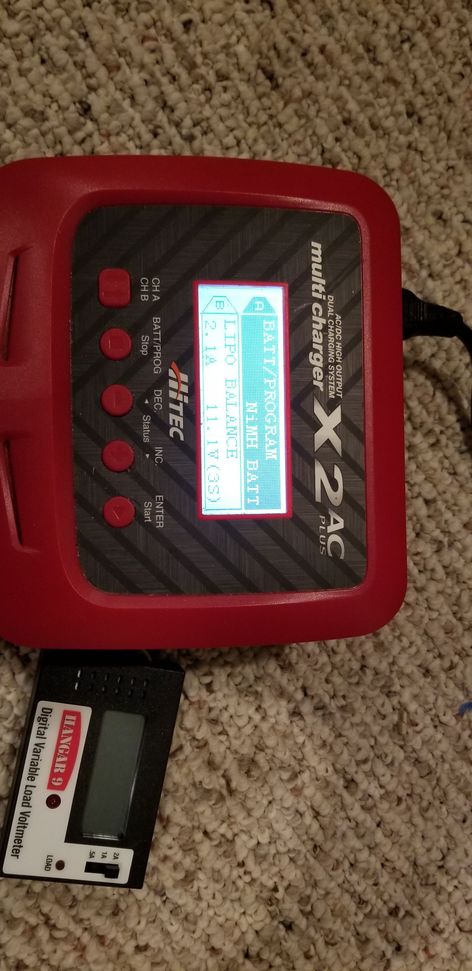 AC/DC HIGH OUTPUT
DUAL CHARGING SYSTEM
multi charger X2 AC
PLUS
A BATT/PROGRAM
NiMH BATT
B LIPO BALANCE
2.1A 11.1V(3S)
HiTEC
CH A
CH B
BATT/PROG
Stop
DEC.
◄ Status ►
INC.
ENTER
Start
HANGAR 9
Digital Variable Load Voltmeter
2A
1A
.5A
LOAD